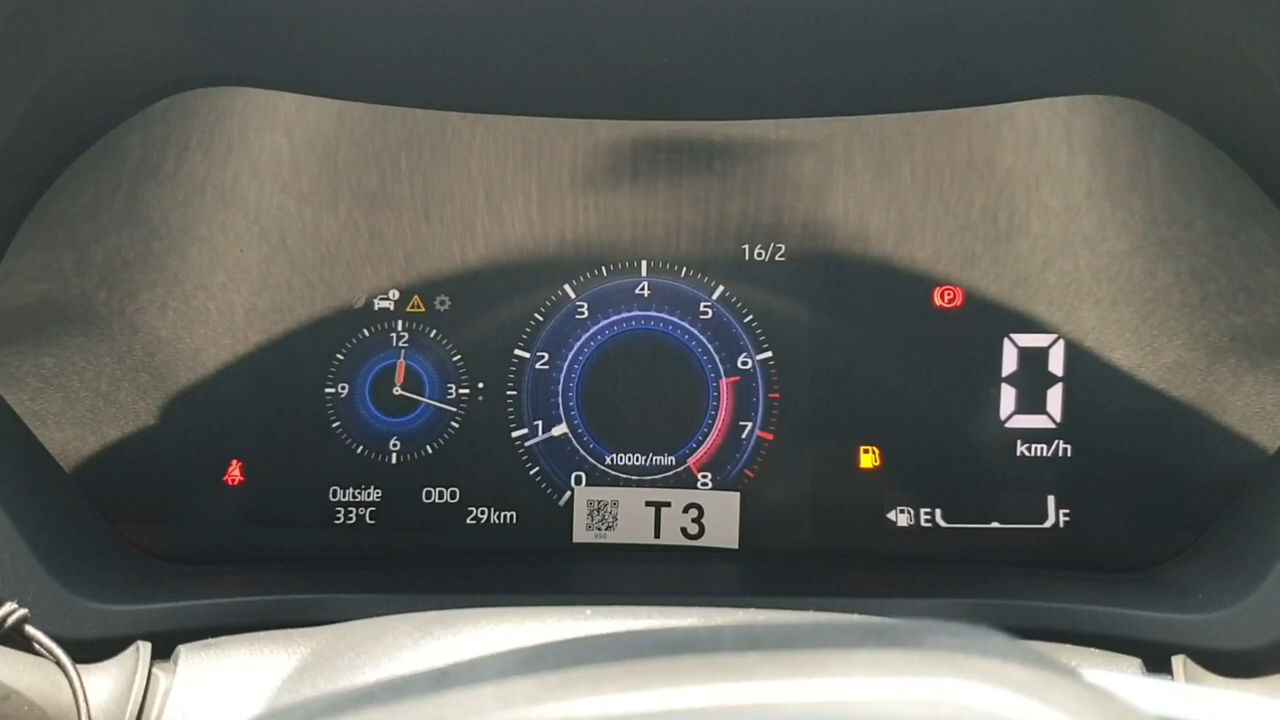 16/2
4
3 5
2 6
1 7
0 8
x1000r/min
12
9 3
6
P
0
km/h
Outside ODO
33°C 29km
T3
E F